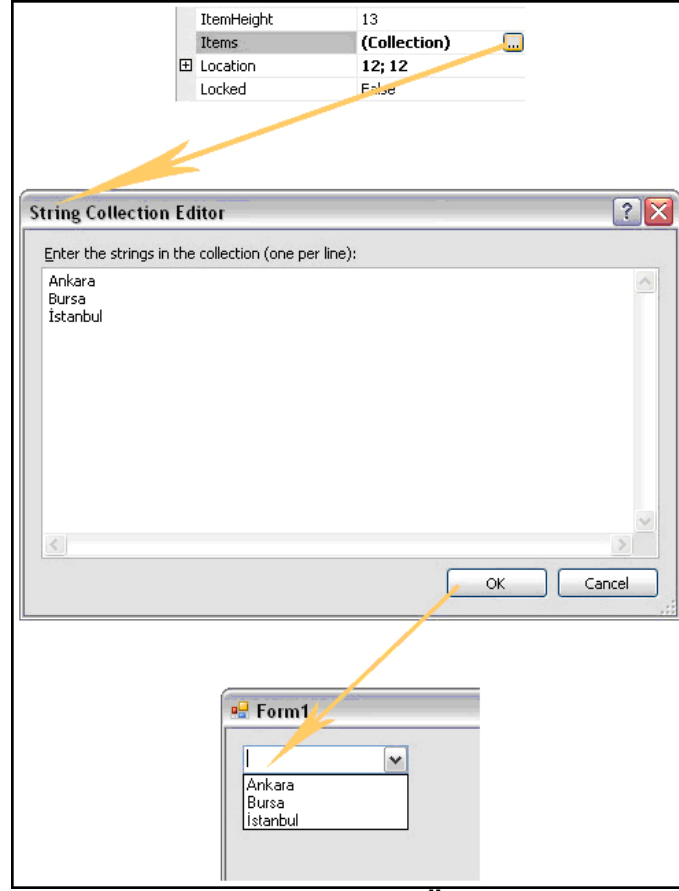 ItemHeight 13
Items (Collection) ...
Location 12; 12
Locked False
String Collection Editor
Enter the strings in the collection (one per line):
Ankara
Bursa
İstanbul
OK Cancel
Form1
Ankara
Bursa
İstanbul